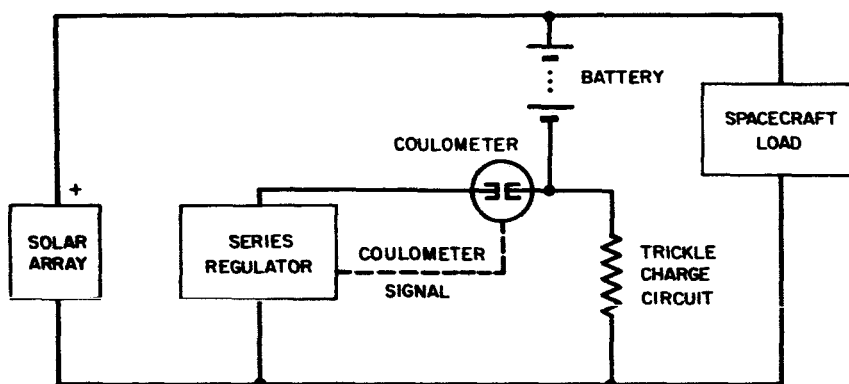 BATTERY
SPACECRAFT
LOAD
COULOMETER
+
SOLAR
ARRAY
SERIES
REGULATOR
COULOMETER
SIGNAL
TRICKLE
CHARGE
CIRCUIT